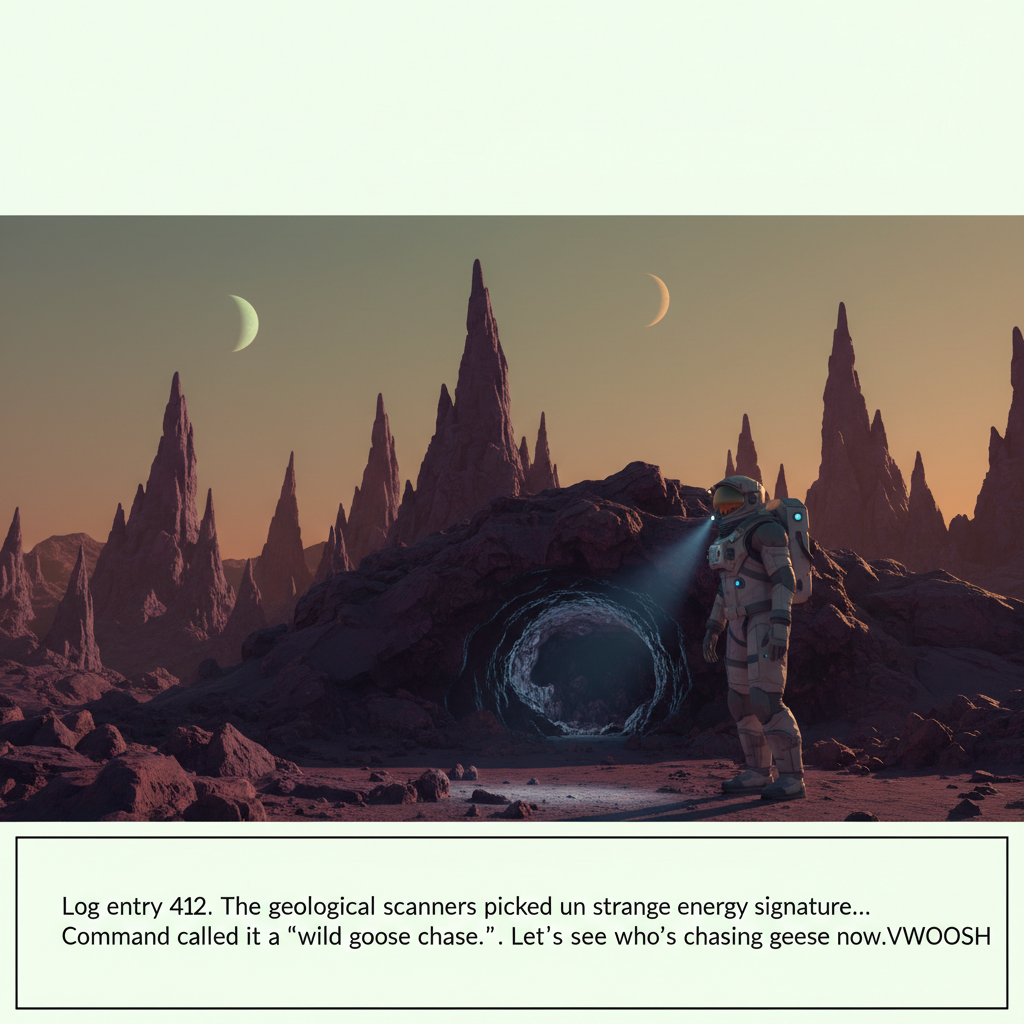 Log entry 412. The geological scanners picked un strange energy signature...
Command called it a “wild goose chase.”. Let’s see who’s chasing geese now.VWOOSH